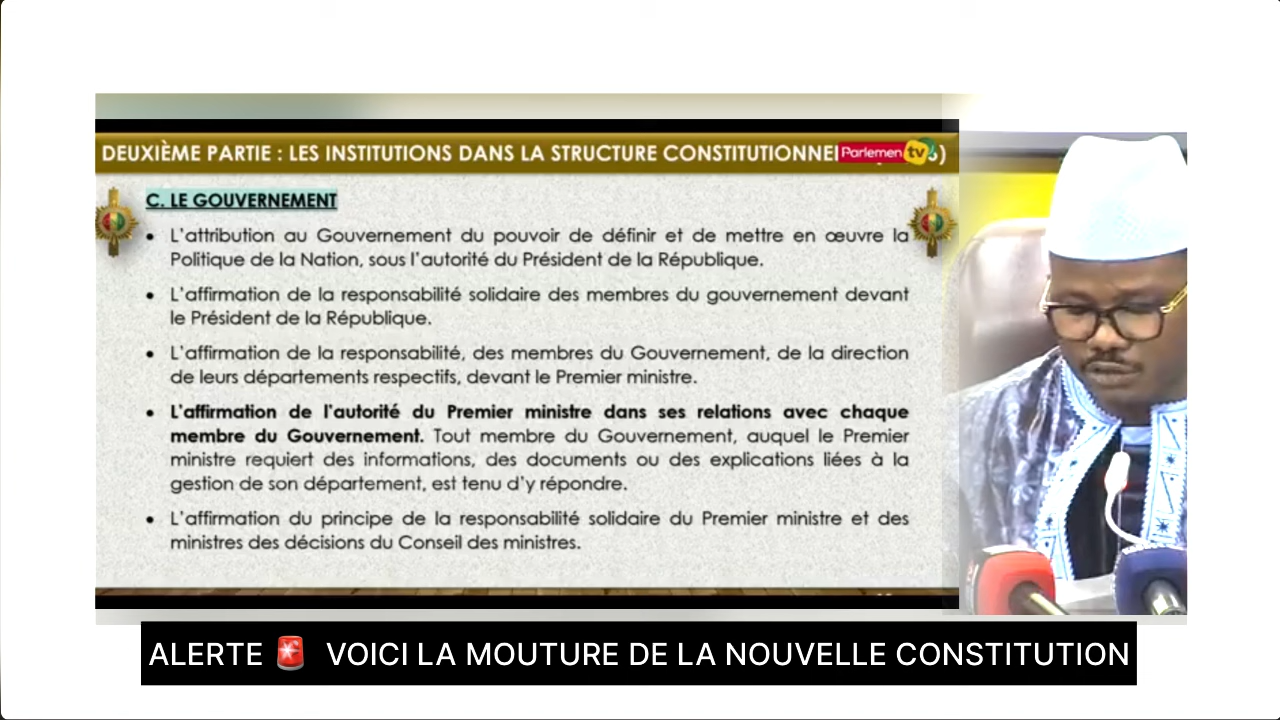 DEUXIÈME PARTIE : LES INSTITUTIONS DANS LA STRUCTURE CONSTITUTIONNEL
Parlemen tv
C. LE GOUVERNEMENT
• L'attribution au Gouvernement du pouvoir de définir et de mettre en œuvre la
Politique de la Nation, sous l'autorité du Président de la République.
• L'affirmation de la responsabilité solidaire des membres du gouvernement devant
le Président de la République.
• L'affirmation de la responsabilité, des membres du Gouvernement, de la direction
de leurs départements respectifs, devant le Premier ministre.
• L'affirmation de l'autorité du Premier ministre dans ses relations avec chaque
membre du Gouvernement. Tout membre du Gouvernement, auquel le Premier
ministre requiert des informations, des documents ou des explications liées à la
gestion de son département, est tenu d'y répondre.
• L'affirmation du principe de la responsabilité solidaire du Premier ministre et des
ministres des décisions du Conseil des ministres.
ALERTE 🚨 VOICI LA MOUTURE DE LA NOUVELLE CONSTITUTION